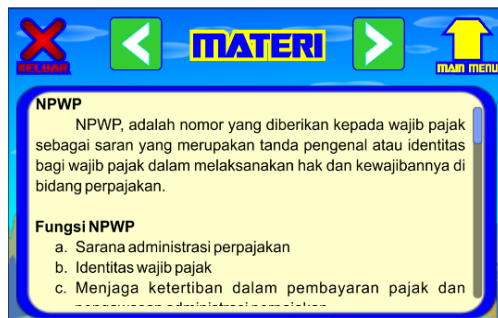 KELUAR
MATERI
MAIN MENU
NPWP
NPWP, adalah nomor yang diberikan kepada wajib pajak
sebagai saran yang merupakan tanda pengenal atau identitas
bagi wajib pajak dalam melaksanakan hak dan kewajibannya di
bidang perpajakan.
Fungsi NPWP
a. Sarana administrasi perpajakan
b. Identitas wajib pajak
c. Menjaga ketertiban dalam pembayaran pajak dan